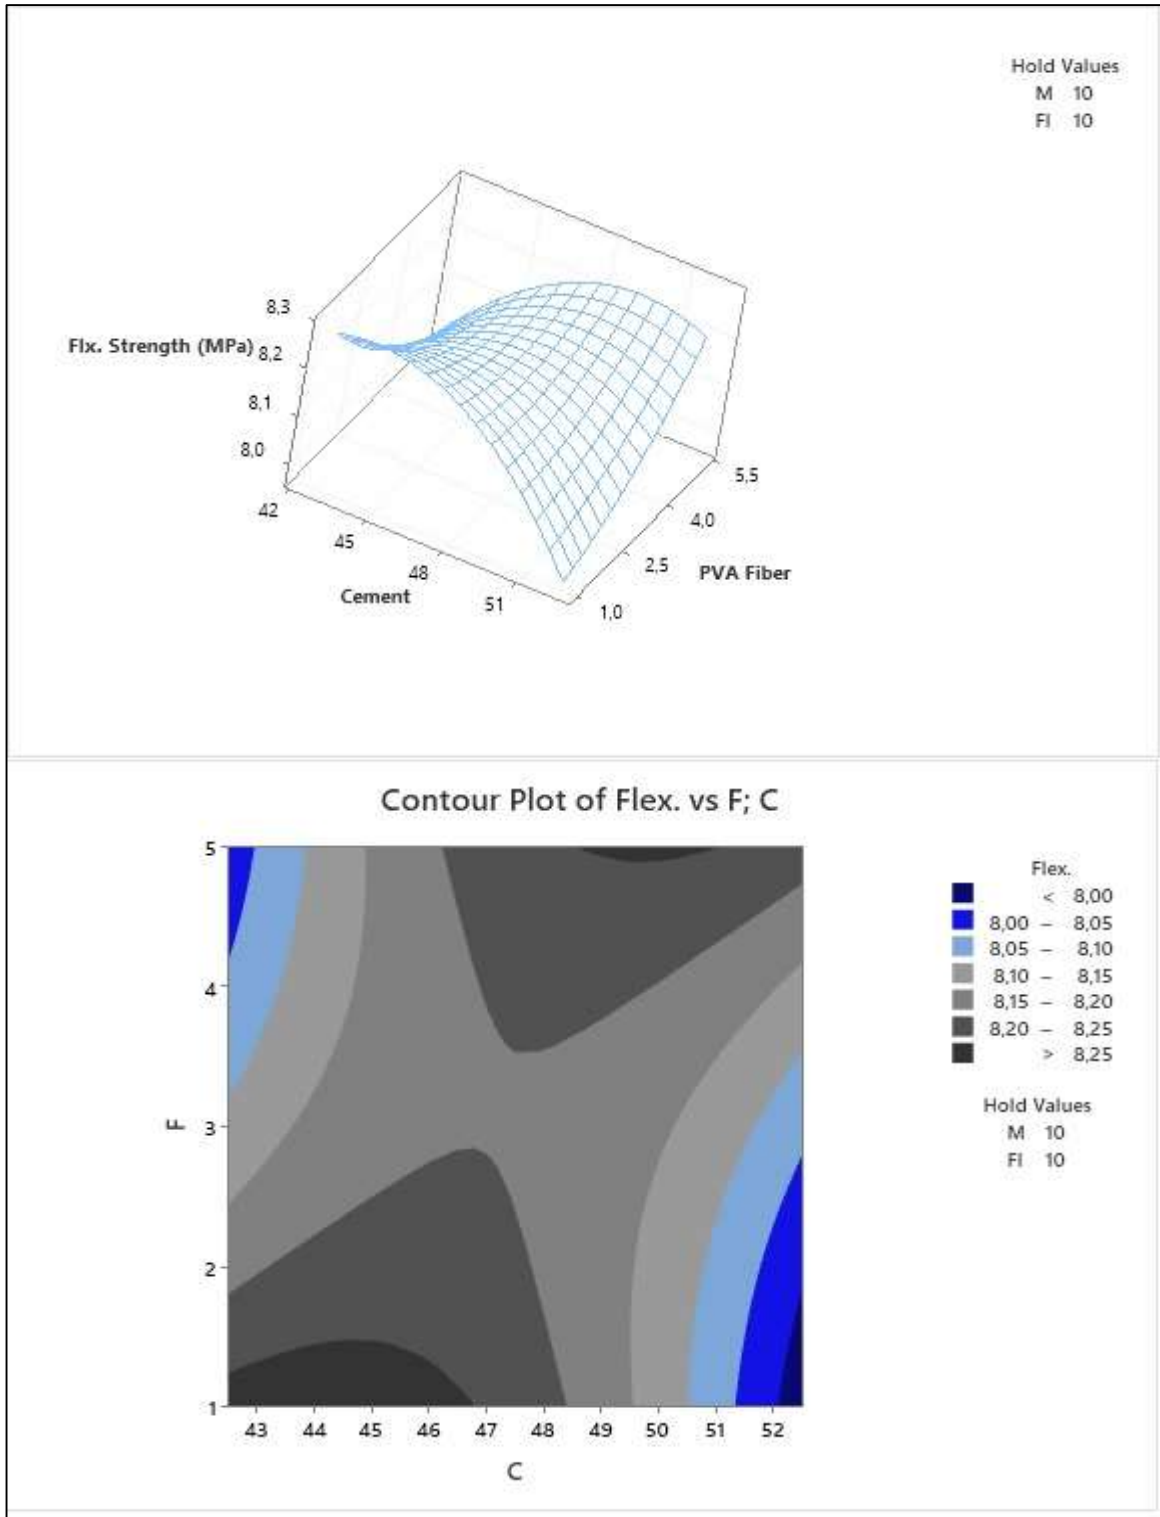 Hold Values
M 10
FI 10
8,3
Flx. Strength (MPa)
8,2
8,1
8,0
42
45
48
51
Cement
1,0
2,5
4,0
5,5
PVA Fiber
Contour Plot of Flex. vs F; C
5
4
3
2
1
F
43 44 45 46 47 48 49 50 51 52
C
Flex.
< 8,00
8,00 – 8,05
8,05 – 8,10
8,10 – 8,15
8,15 – 8,20
8,20 – 8,25
> 8,25
Hold Values
M 10
FI 10